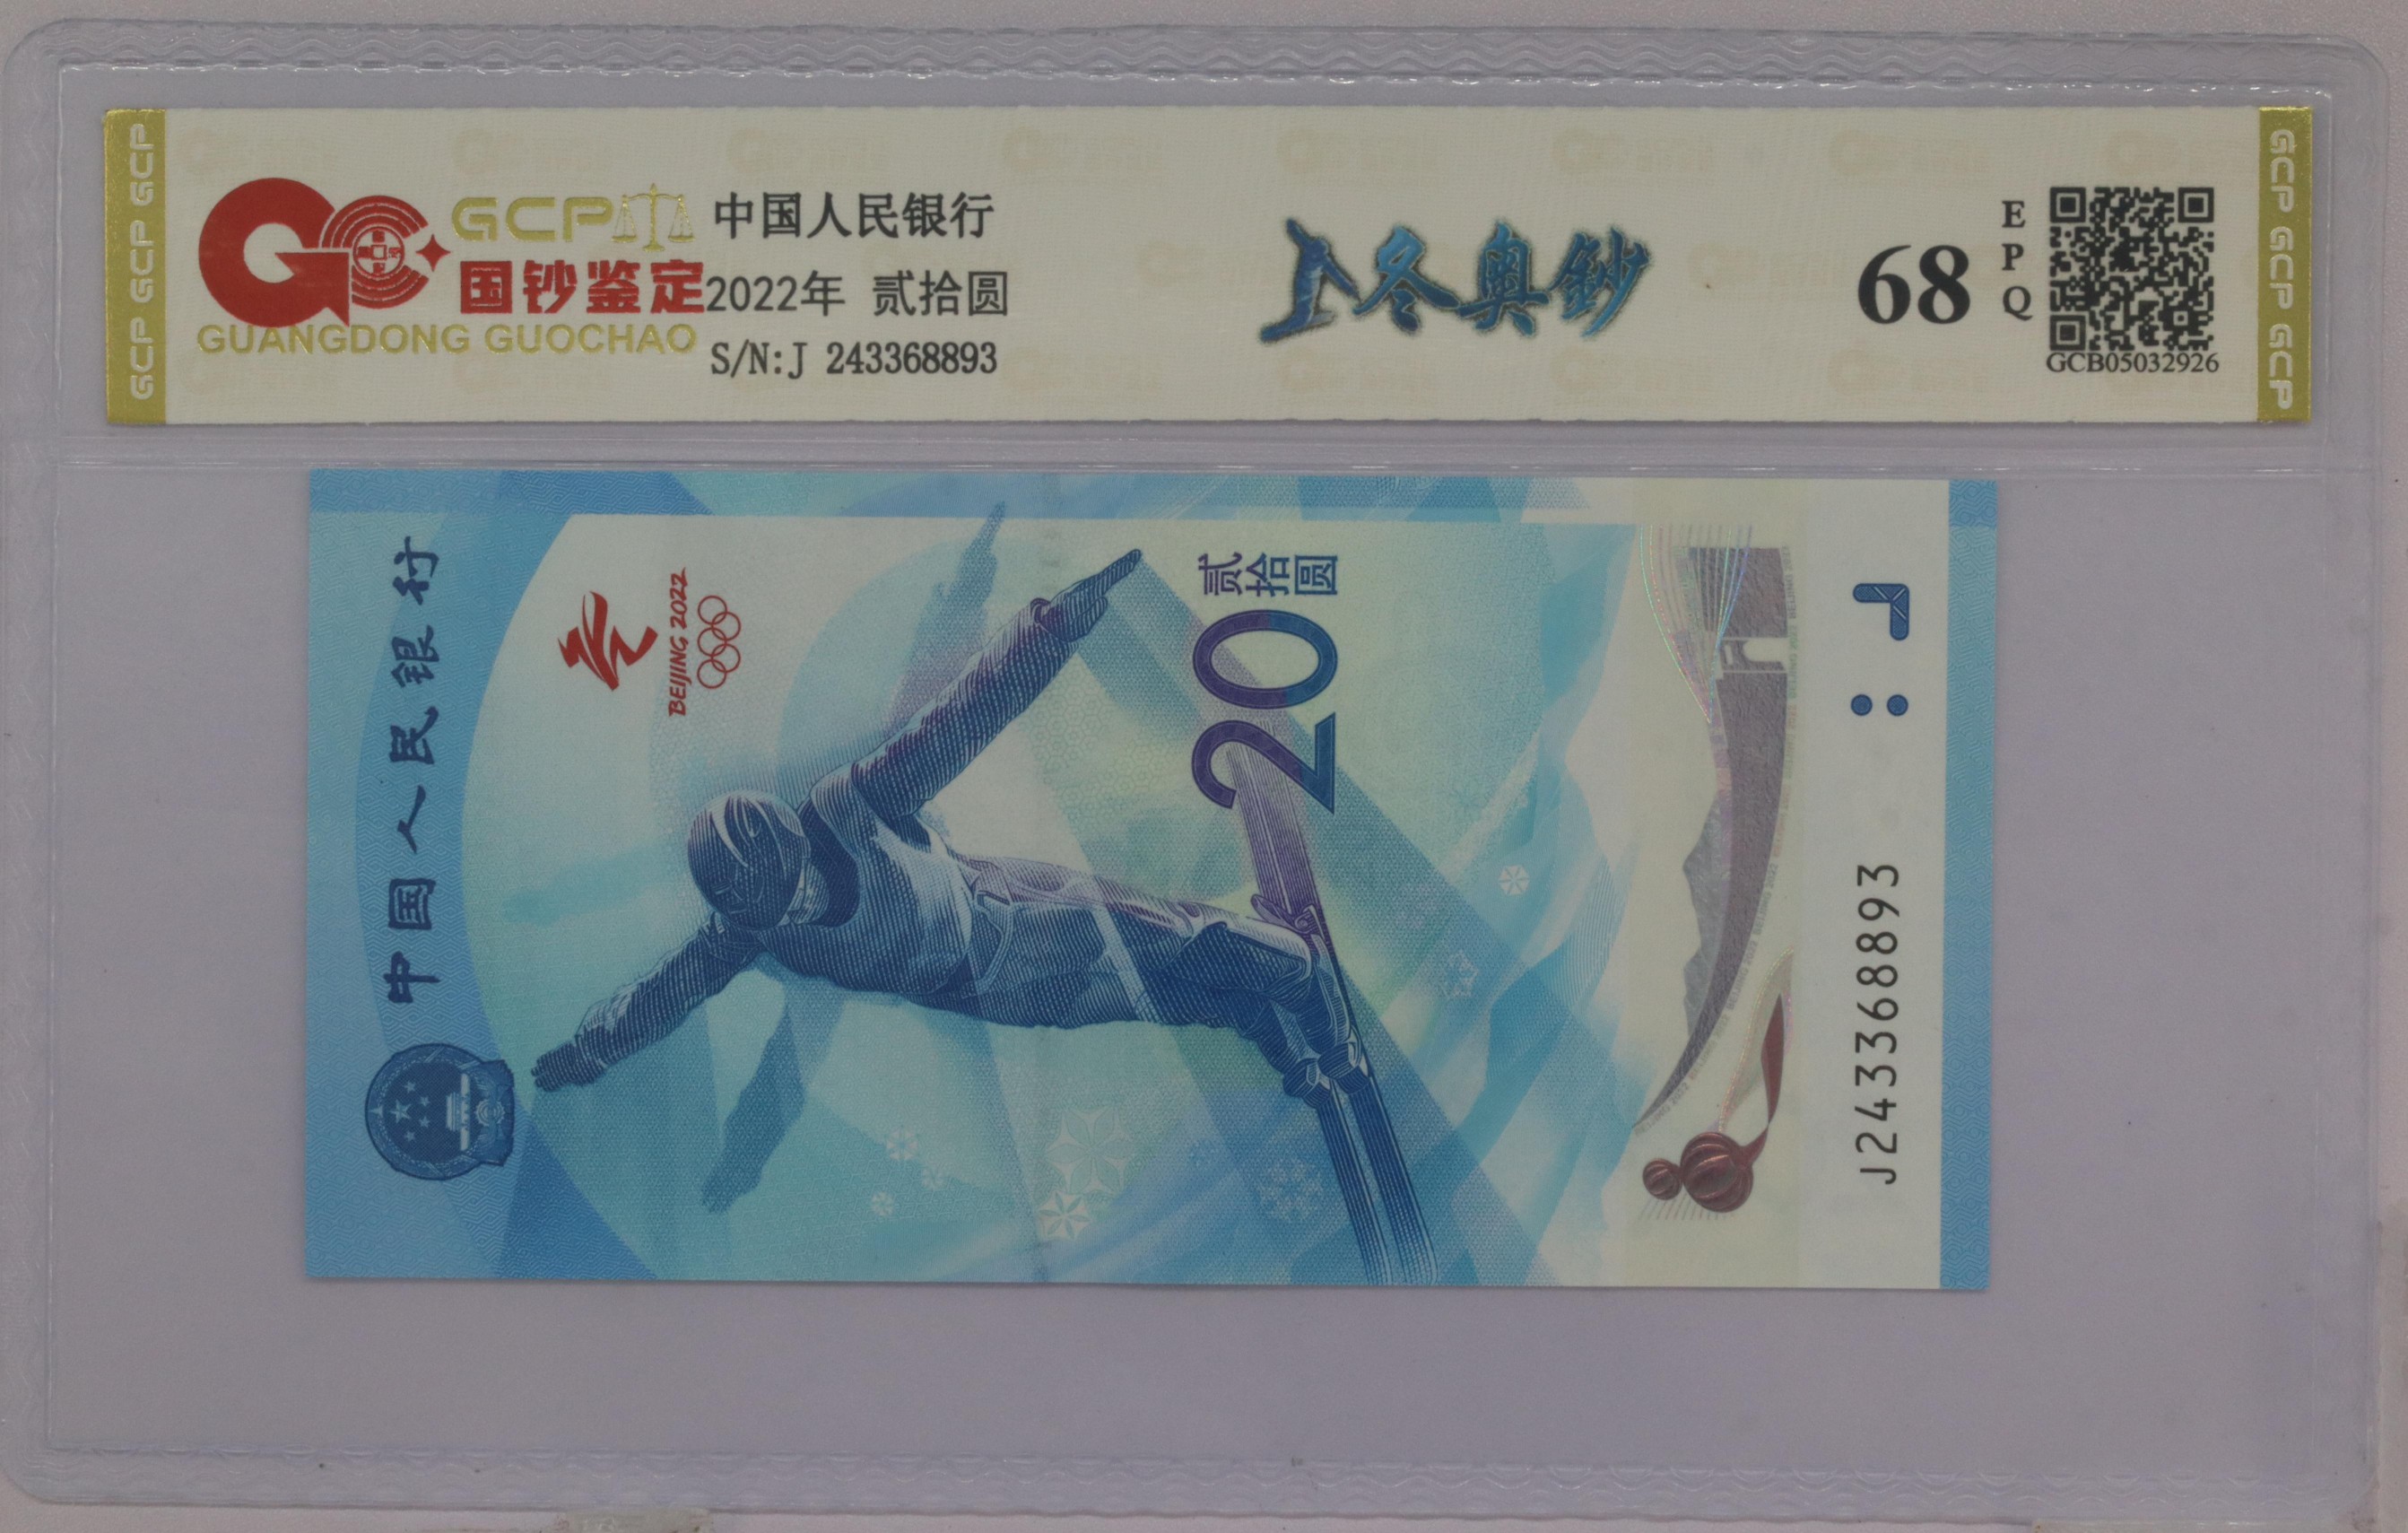 GCP GCP GCP
GCP
国钞鉴定
GUANGDONG GUOCHAO
中国人民银行
2022年 贰拾圆
S/N:J 243368893
冬奥鈔
68
EPQ
GCB05032926
GCP GCP GCP
中国人民银行
BEIJING 2022
贰拾圆
20
J243368893